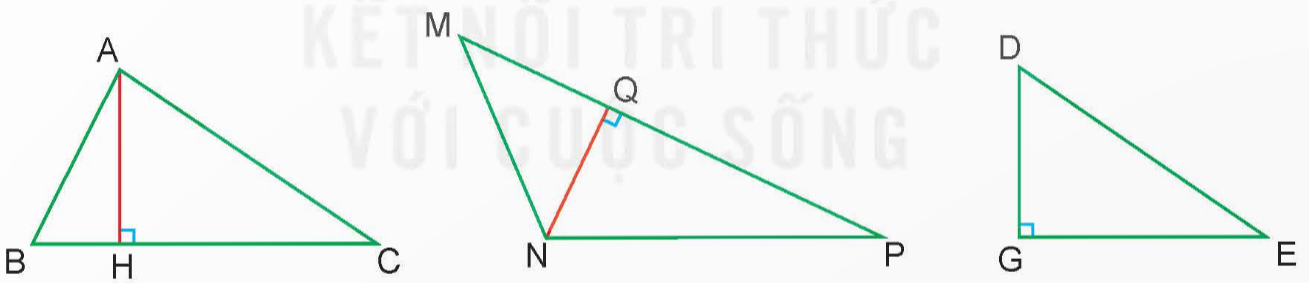 KẾT NỐI TRI THỨC
VỚI CUỘC SỐNG
A
B
H
C
M
Q
N
P
D
G
E